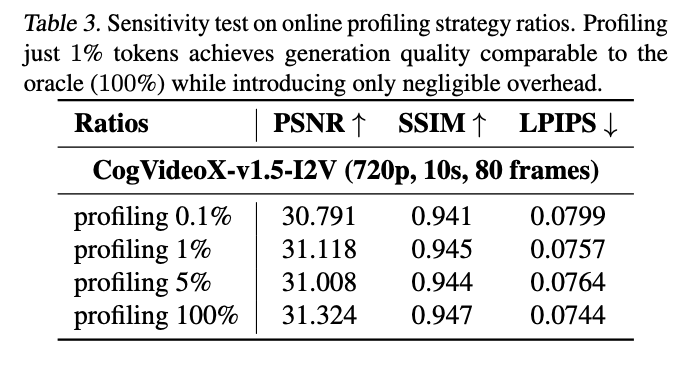 Table 3. Sensitivity test on online profiling strategy ratios. Profiling
just 1% tokens achieves generation quality comparable to the
oracle (100%) while introducing only negligible overhead.
Ratios PSNR ↑ SSIM ↑ LPIPS ↓
CogVideoX-v1.5-I2V (720p, 10s, 80 frames)
profiling 0.1% 30.791 0.941 0.0799
profiling 1% 31.118 0.945 0.0757
profiling 5% 31.008 0.944 0.0764
profiling 100% 31.324 0.947 0.0744